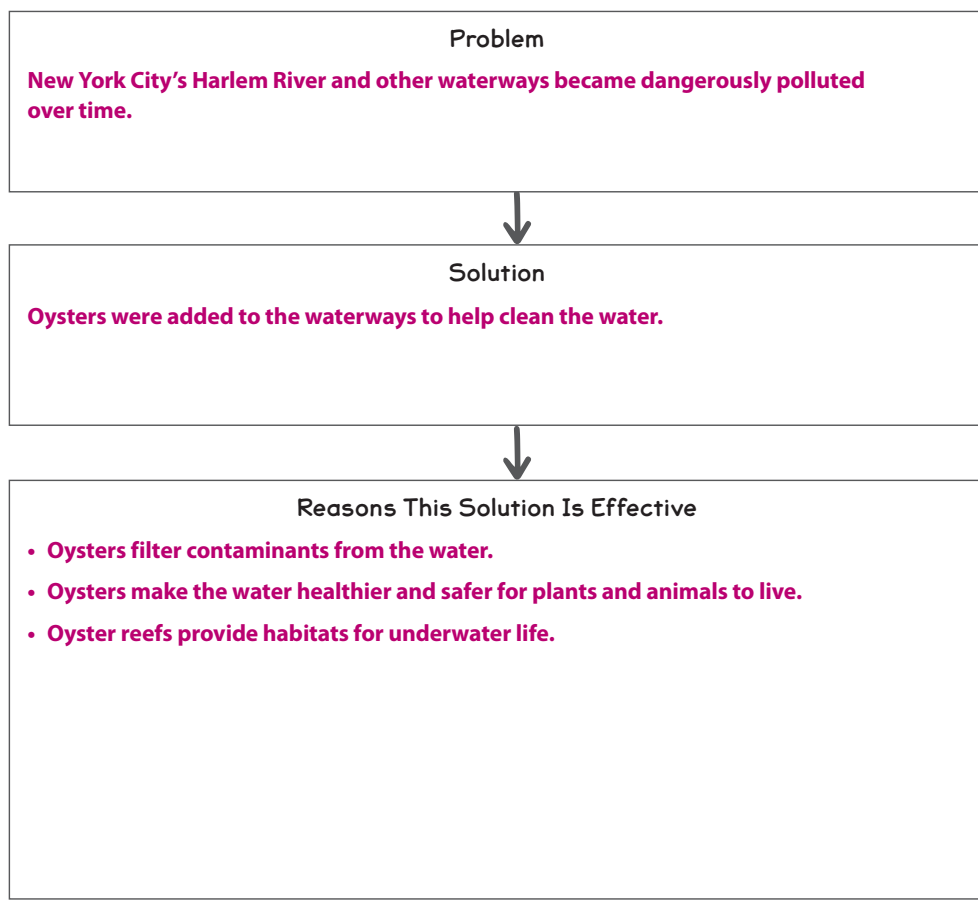 Problem
New York City’s Harlem River and other waterways became dangerously polluted
over time.
Solution
Oysters were added to the waterways to help clean the water.
Reasons This Solution Is Effective
• Oysters filter contaminants from the water.
• Oysters make the water healthier and safer for plants and animals to live.
• Oyster reefs provide habitats for underwater life.